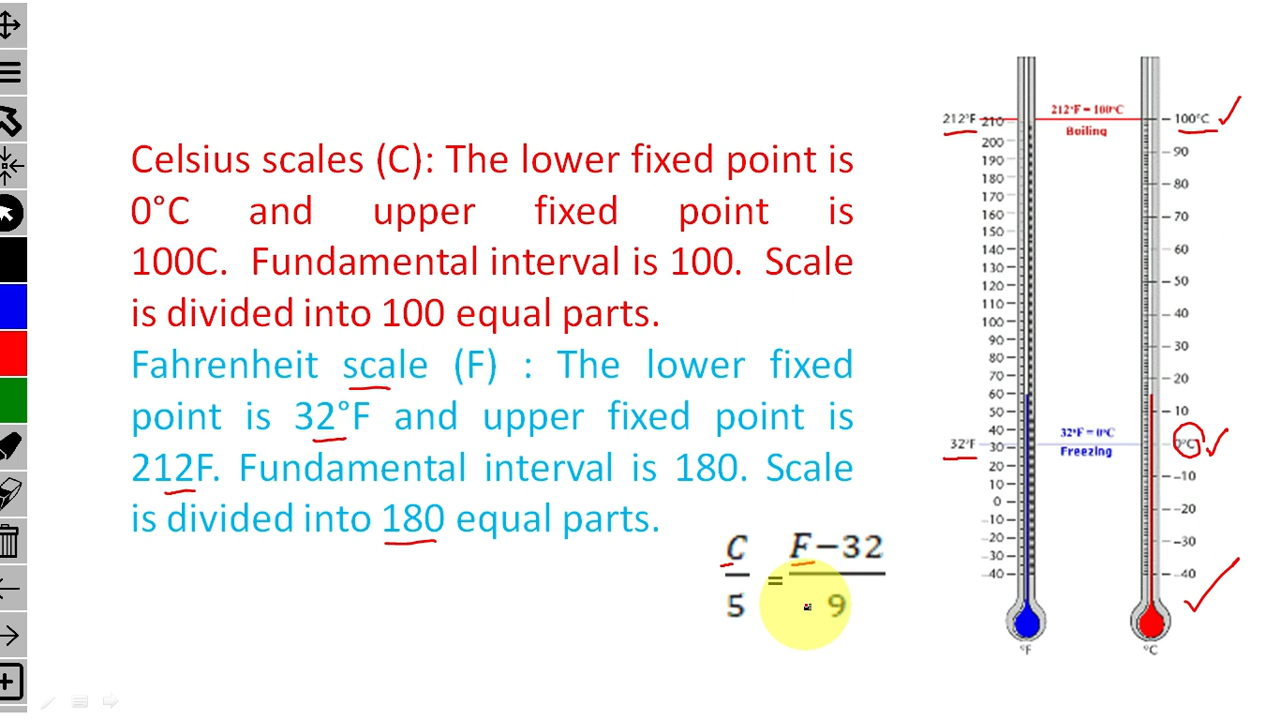 Celsius scales (C): The lower fixed point is
0°C and upper fixed point is
100C. Fundamental interval is 100. Scale
is divided into 100 equal parts.
Fahrenheit scale (F) : The lower fixed
point is 32°F and upper fixed point is
212F. Fundamental interval is 180. Scale
is divided into 180 equal parts.
C/5 = F−32/9
212°F
210
200
190
180
170
160
150
140
130
120
110
100
90
80
70
60
50
40
32°F
30
20
10
0
-10
-20
-30
-40
°F
212°F = 100°C
Boiling
32°F = 0°C
Freezing
100°C
90
80
70
60
50
40
30
20
10
0°C
-10
-20
-30
-40
°C